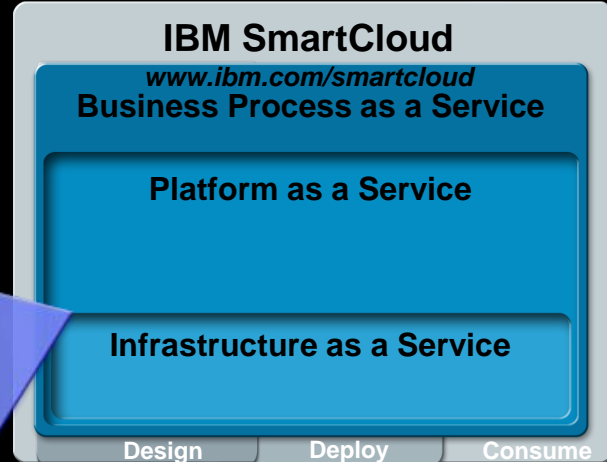 IBM SmartCloud
www.ibm.com/smartcloud
Business Process as a Service
Platform as a Service
Infrastructure as a Service
Design Deploy Consume